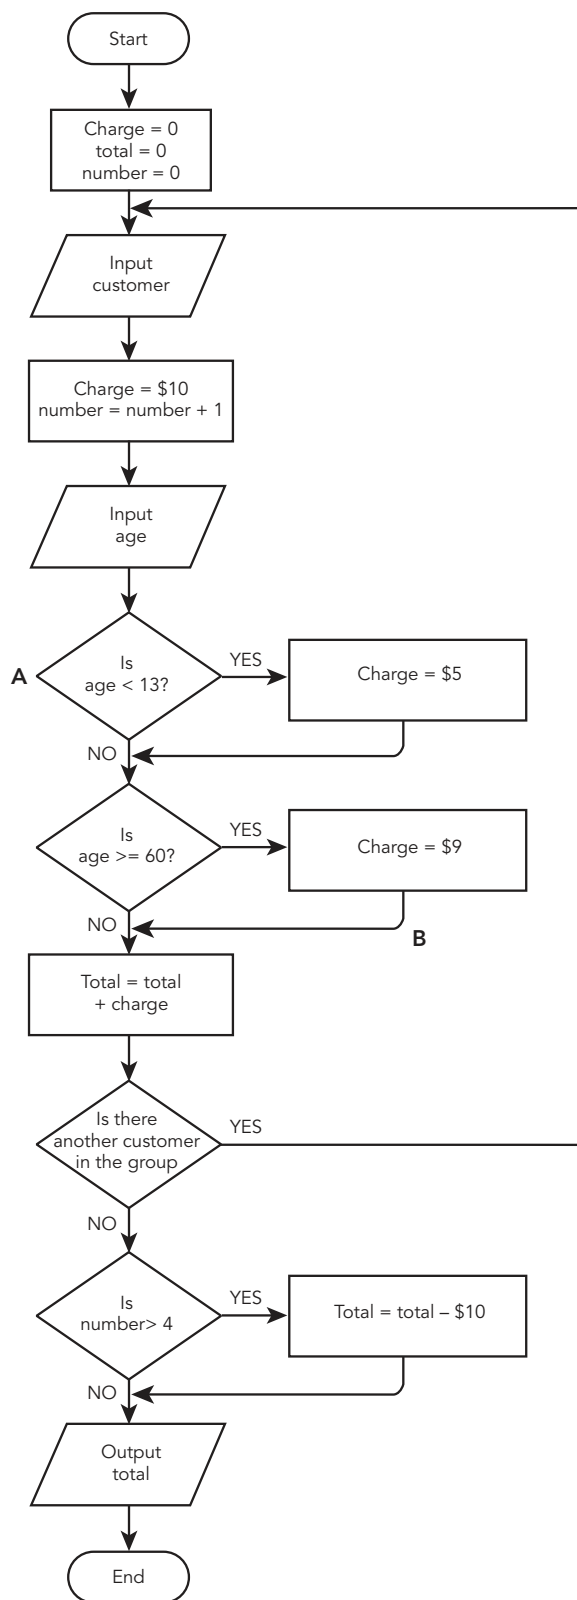 Start
Charge = 0
total = 0
number = 0
Input
customer
Charge = $10
number = number + 1
Input
age
A
Is
age < 13?
YES
Charge = $5
NO
Is
age >= 60?
YES
Charge = $9
NO
B
Total = total
+ charge
Is there
another customer
in the group
YES
NO
Is
number> 4
YES
Total = total – $10
NO
Output
total
End